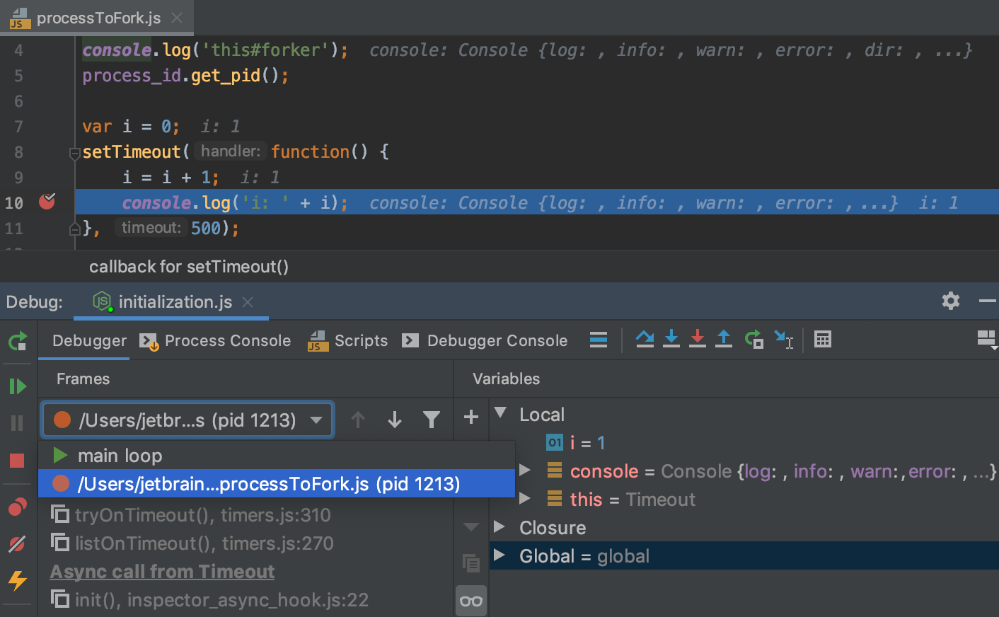 JS processToFork.js
4 console.log('this#forker'); console: Console {log: , info: , warn: , error: , dir: , ...}
5 process_id.get_pid();
6
7 var i = 0; i: 1
8 setTimeout( handler: function() {
9 i = i + 1; i: 1
10 console.log('i: ' + i); console: Console {log: , info: , warn: , error: , ...} i: 1
11 }, timeout: 500);
callback for setTimeout()
Debug: JS initialization.js
Debugger Process Console JS Scripts Debugger Console
Frames
/Users/jetbr...s (pid 1213)
main loop
/Users/jetbrain...processToFork.js (pid 1213)
tryOnTimeout(), timers.js:310
listOnTimeout(), timers.js:270
Async call from Timeout
init(), inspector_async_hook.js:22
Variables
Local
01 i = 1
console = Console {log: , info: , warn:,error: , ...}
this = Timeout
Closure
Global = global